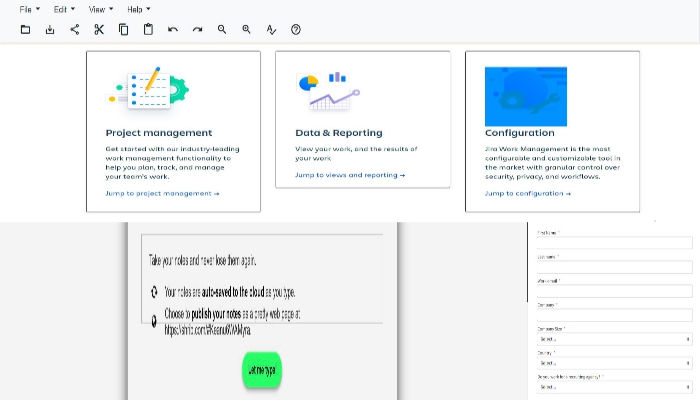 File Edit View Help
Project management
Get started with our industry-leading
work management functionality to
help you plan, track, and manage
your team's work.
Jump to project management →
Data & Reporting
View your work, and the results of
your work
Jump to views and reporting →
Configuration
Jira Work Management is the most
configurable and customizable tool in
the market with granular control over
security, privacy, and workflows.
Jump to configuration →
Take your notes and never lose them again.
Your notes are auto-saved to the cloud as you type.
Choose to publish your notes as a pretty web page at
Let me type
First Name *
Last name *
Work email *
Company *
Company Size *
Select...
Country *
Select...
Do you work for a recruiting agency? *
Select...